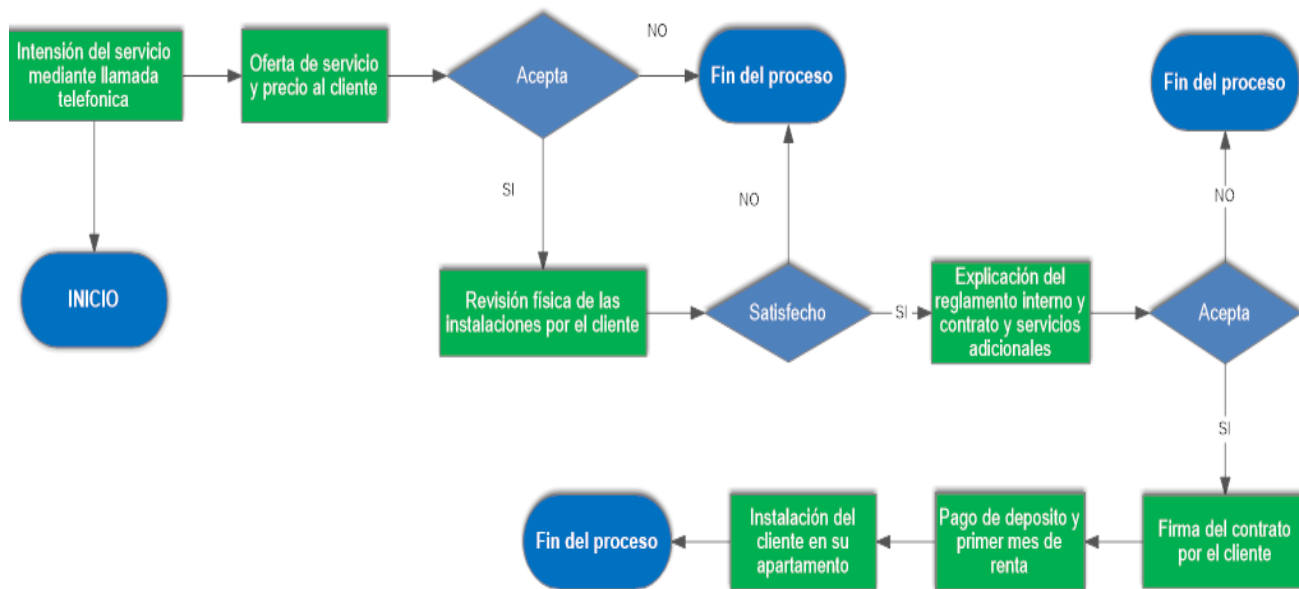 Intensión del servicio
mediante llamada
telefonica
Oferta de servicio
y precio al cliente
Acepta
NO
Fin del proceso
Fin del proceso
SI
NO
NO
INICIO
Revisión física de las
instalaciones por el cliente
Satisfecho
SI
Explicación del
reglamento interno y
contrato y servicios
adicionales
Acepta
SI
Fin del proceso
Instalación del
cliente en su
apartamento
Pago de deposito y
primer mes de
renta
Firma del contrato
por el cliente